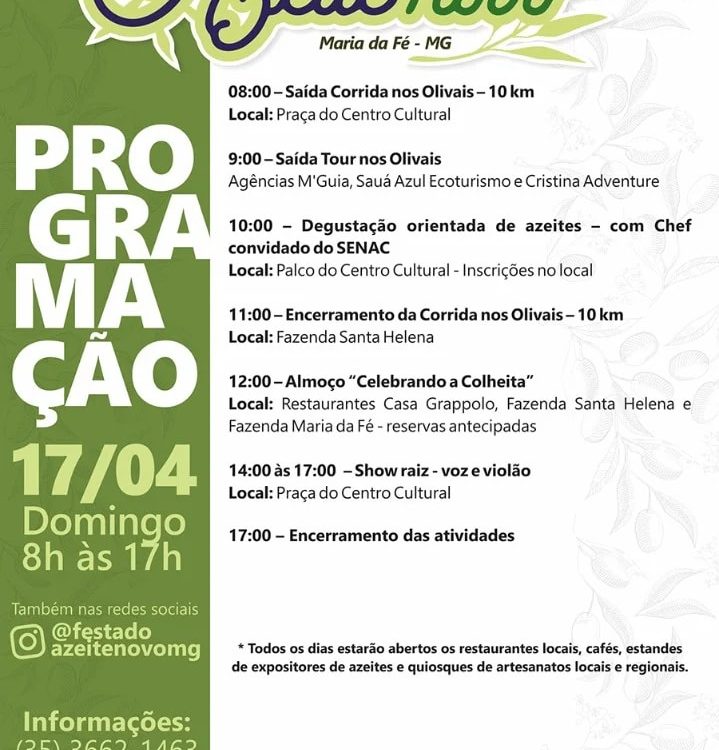 Maria da Fé - MG
08:00 – Saída Corrida nos Olivais – 10 km
Local: Praça do Centro Cultural
9:00 – Saída Tour nos Olivais
Agências M'Guia, Sauá Azul Ecoturismo e Cristina Adventure
10:00 – Degustação orientada de azeites – com Chef
convidado do SENAC
Local: Palco do Centro Cultural - Inscrições no local
11:00 – Encerramento da Corrida nos Olivais – 10 km
Local: Fazenda Santa Helena
12:00 – Almoço “Celebrando a Colheita”
Local: Restaurantes Casa Grappolo, Fazenda Santa Helena e
Fazenda Maria da Fé - reservas antecipadas
14:00 às 17:00 – Show raiz - voz e violão
Local: Praça do Centro Cultural
17:00 – Encerramento das atividades
* Todos os dias estarão abertos os restaurantes locais, cafés, estandes
de expositores de azeites e quiosques de artesanatos locais e regionais.
PRO
GRA
MA
ÇÃO
17/04
Domingo
8h às 17h
Também nas redes sociais
@festado
azeitenovomg
Informações:
(35) 3662-1463